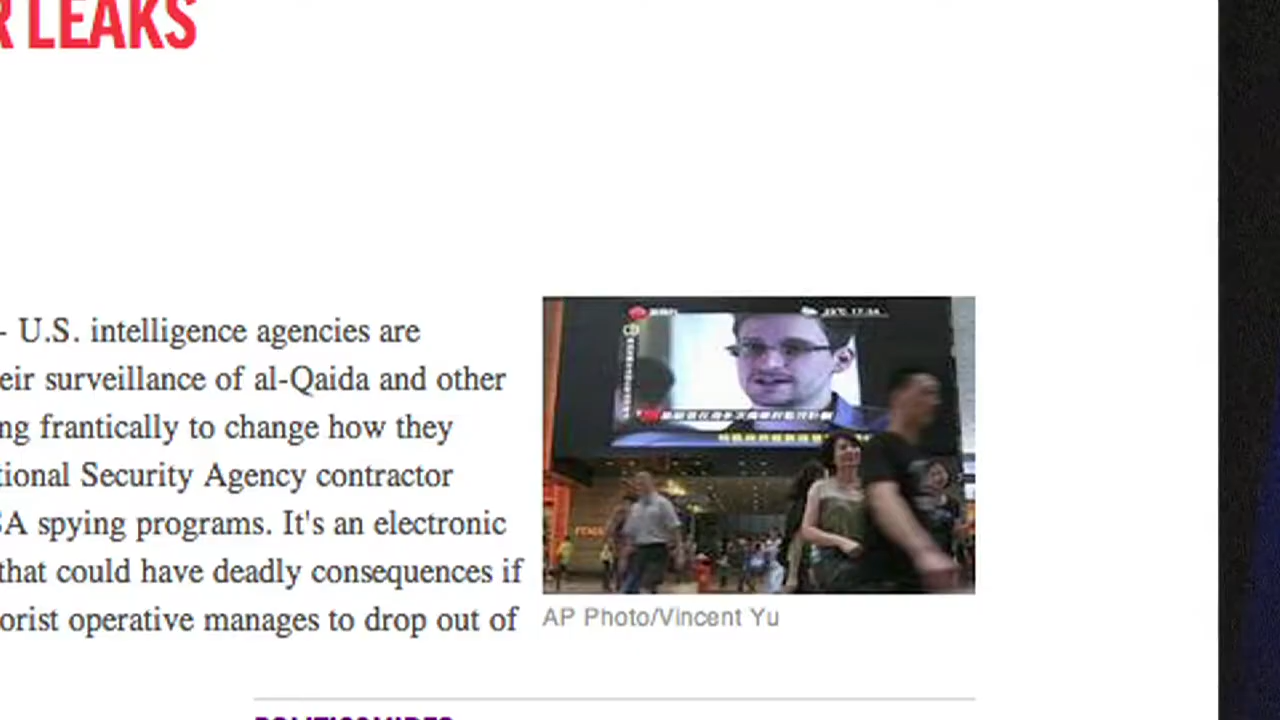 R LEAKS
- U.S. intelligence agencies are
eir surveillance of al-Qaida and other
ng frantically to change how they
tional Security Agency contractor
SA spying programs. It's an electronic
that could have deadly consequences if
orist operative manages to drop out of
AP Photo/Vincent Yu